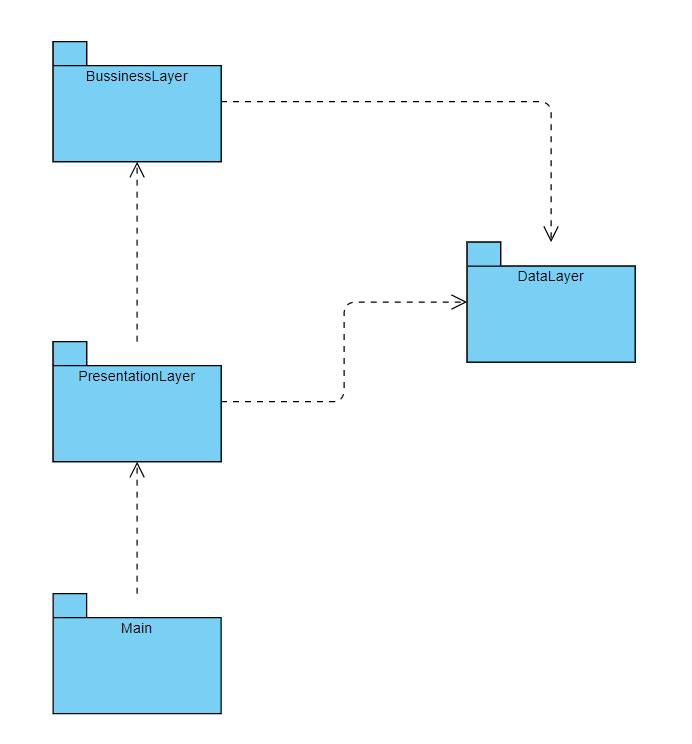 BussinessLayer
DataLayer
PresentationLayer
Main